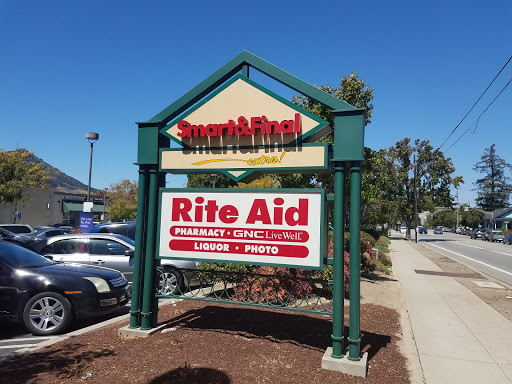 Smart&Final
extra!
Rite Aid
PHARMACY • GNC LiveWell
LIQUOR • PHOTO